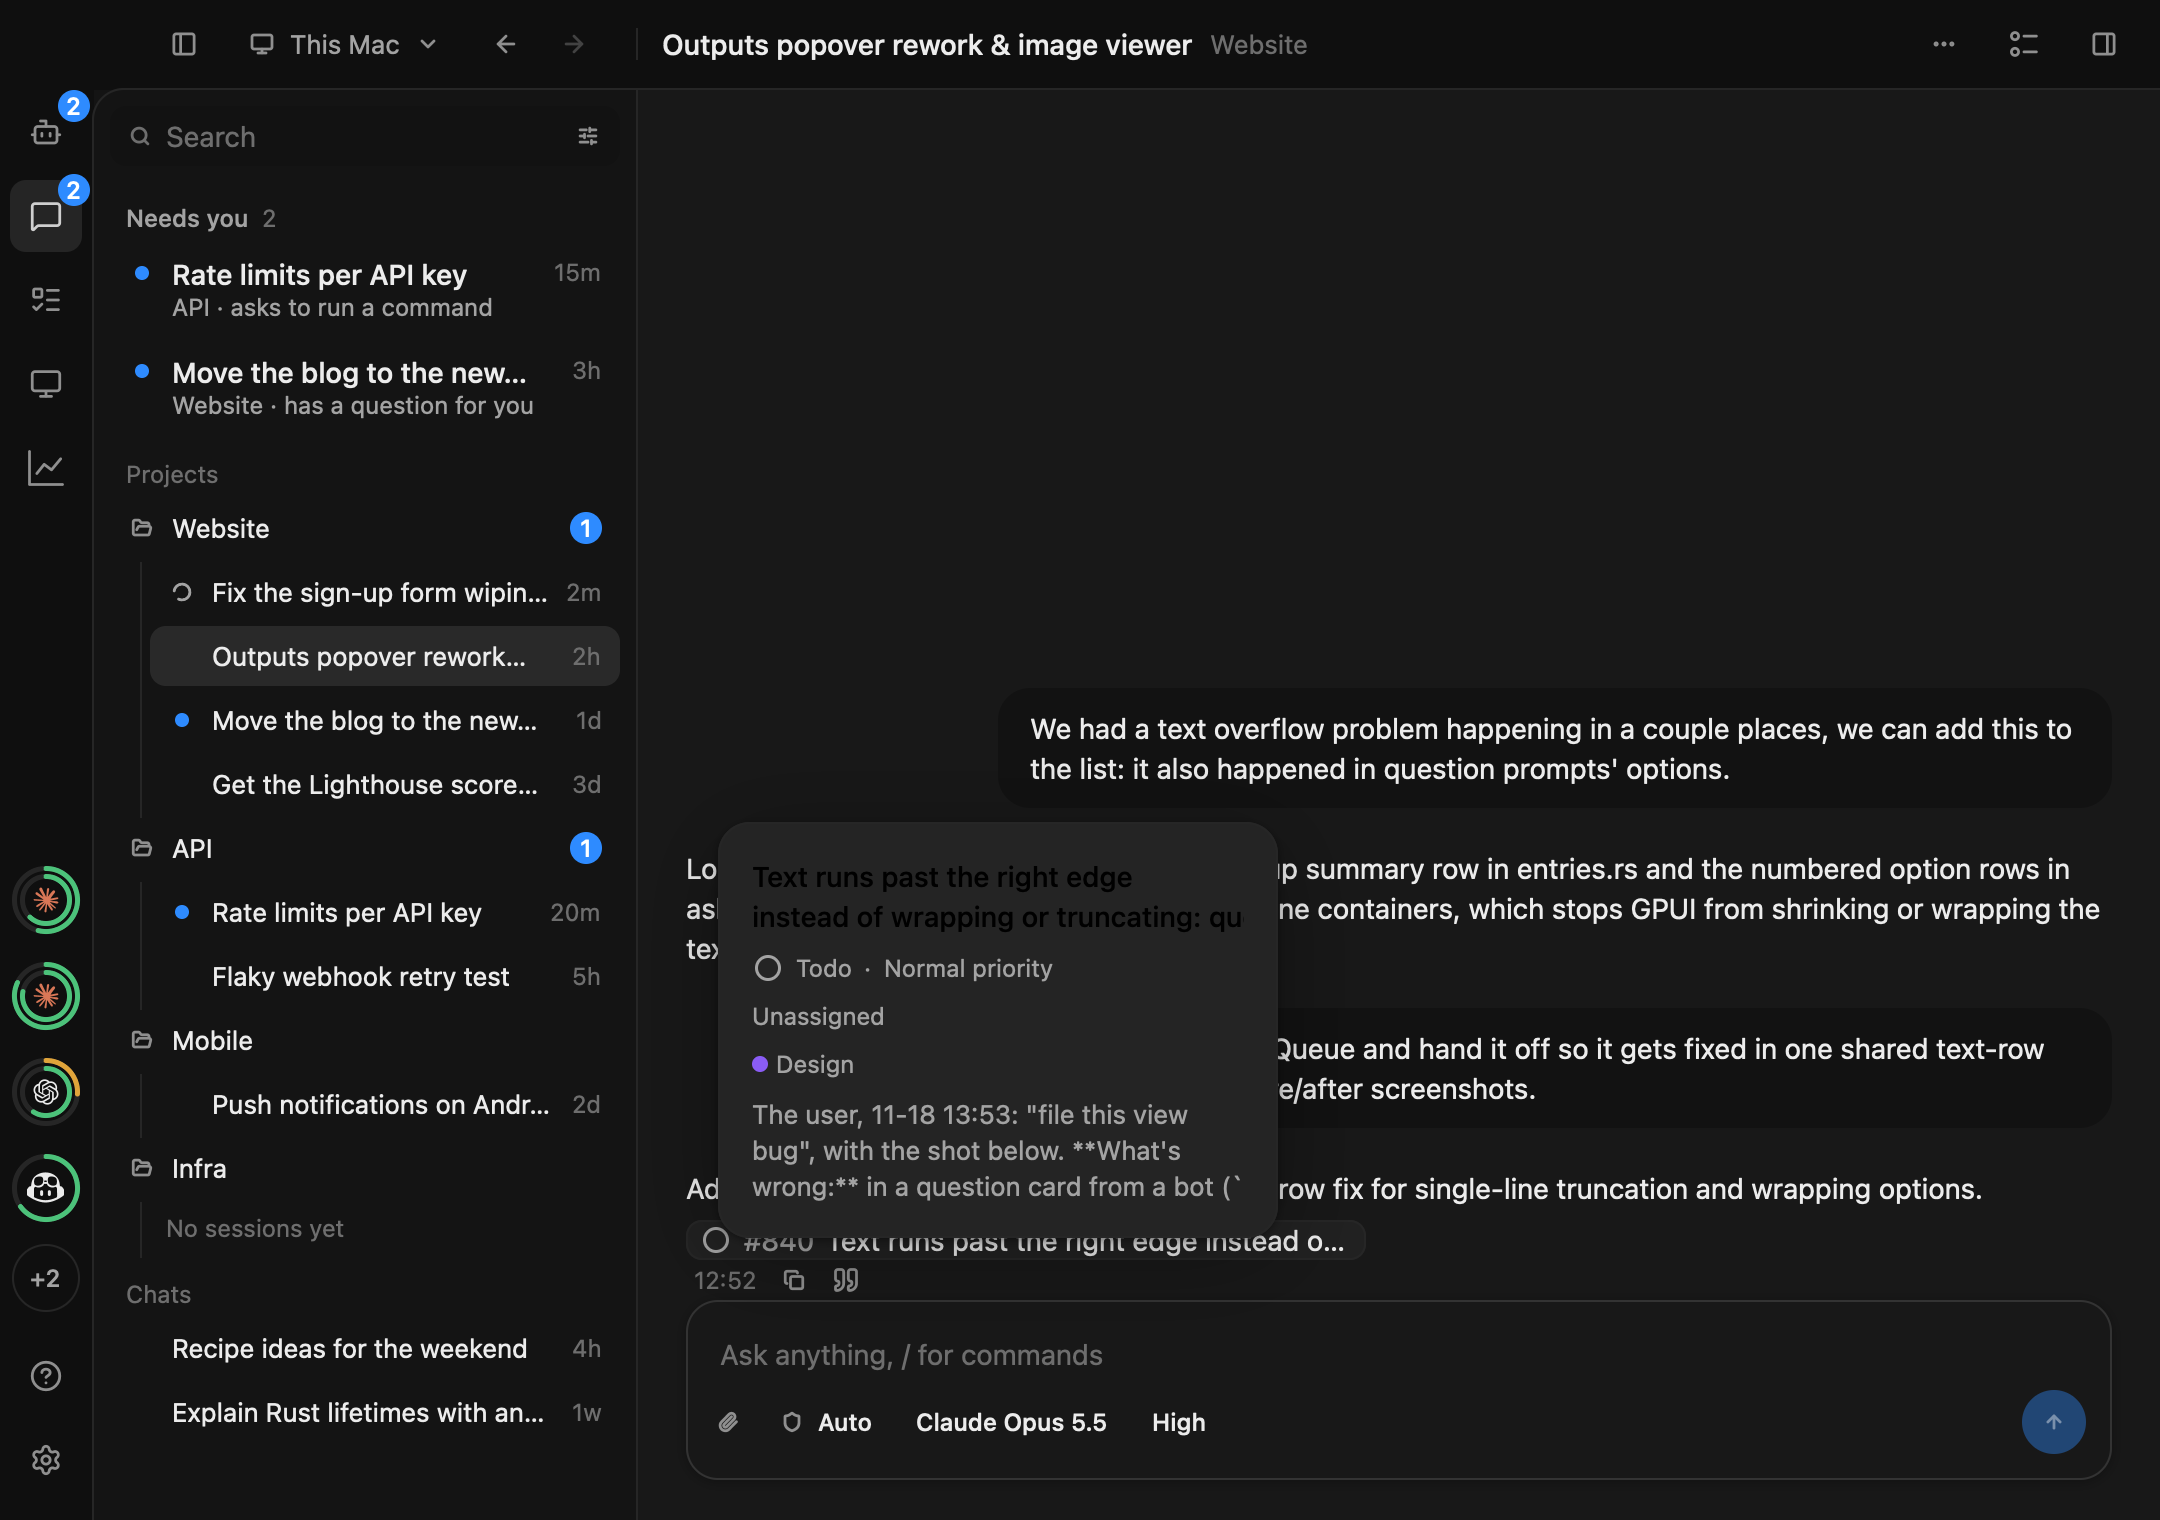 This Mac
Outputs popover rework & image viewer Website
2
2
Search
Needs you 2
Rate limits per API key 15m
API · asks to run a command
Move the blog to the new... 3h
Website · has a question for you
Projects
Website 1
Fix the sign-up form wipin... 2m
Outputs popover rework... 2h
Move the blog to the new... 1d
Get the Lighthouse score... 3d
API 1
Rate limits per API key 20m
Flaky webhook retry test 5h
Mobile
Push notifications on Andr... 2d
Infra
No sessions yet
Chats
Recipe ideas for the weekend 4h
Explain Rust lifetimes with an... 1w
+2
We had a text overflow problem happening in a couple places, we can add this to
the list: it also happened in question prompts' options.
summary row in entries.rs and the numbered option rows in
containers, which stops GPUI from shrinking or wrapping the
Queue and hand it off so it gets fixed in one shared text-row
/after screenshots.
row fix for single-line truncation and wrapping options.
Text runs past the right edge
instead of wrapping or truncating:
Todo · Normal priority
Unassigned
Design
The user, 11-18 13:53: "file this view
bug", with the shot below. **What's
wrong:** in a question card from a bot (`
#840 Text runs past the right edge instead o...
12:52
Ask anything, / for commands
Auto Claude Opus 5.5 High